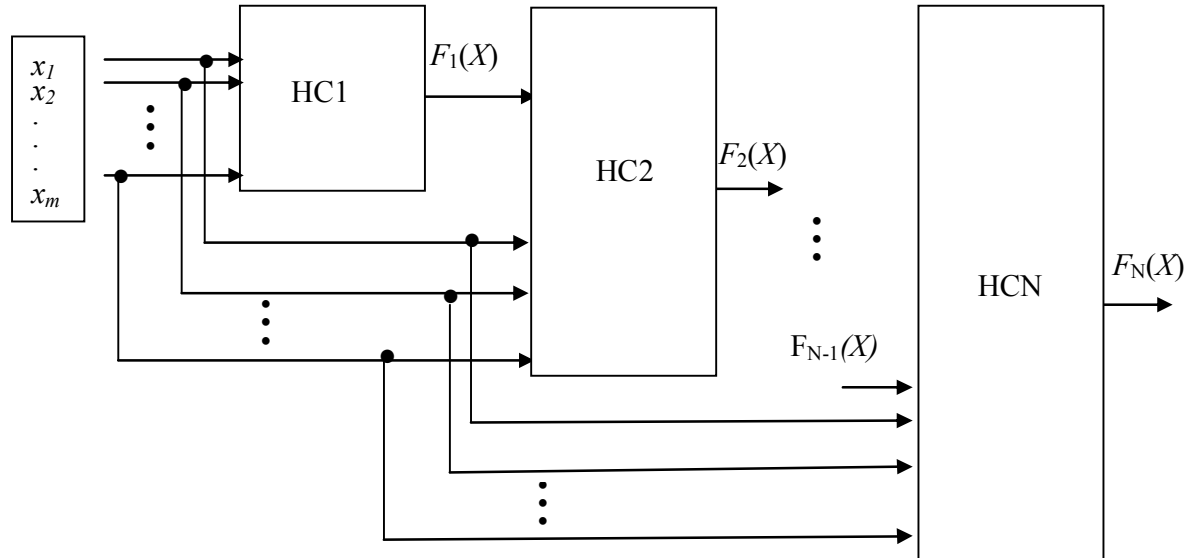 x1
x2
.
.
.
xm
HC1
F1(X)
HC2
F2(X)
HCN
FN(X)
FN-1(X)